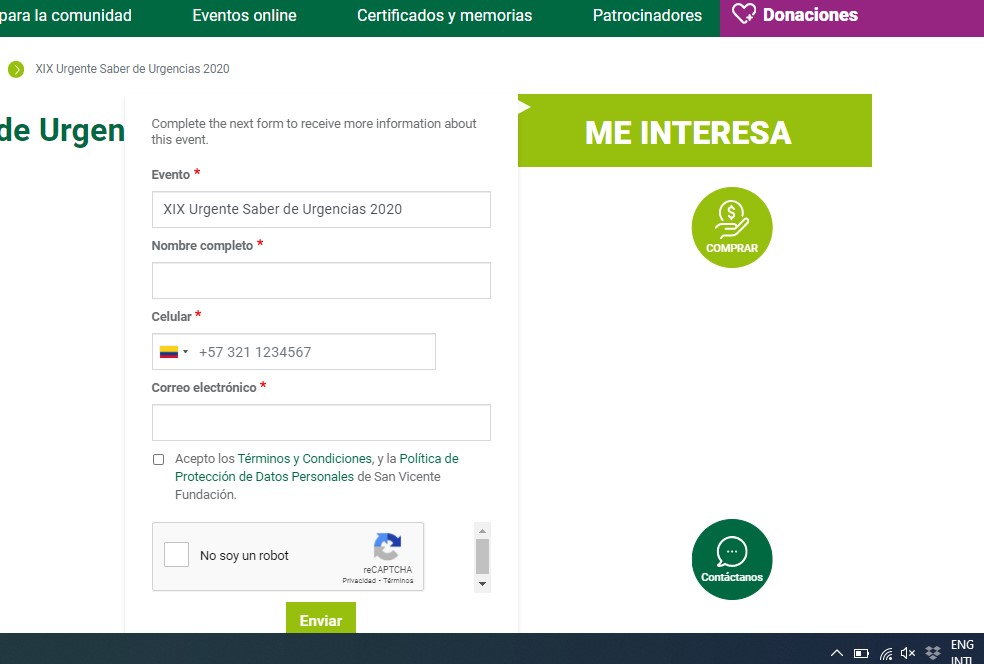 para la comunidad
Eventos online
Certificados y memorias
Patrocinadores
Donaciones
XIX Urgente Saber de Urgencias 2020
de Urgen
Complete the next form to receive more information about
this event.
Evento *
XIX Urgente Saber de Urgencias 2020
Nombre completo *
Celular *
+57 321 1234567
Correo electrónico *
Acepto los Términos y Condiciones, y la Política de
Protección de Datos Personales de San Vicente
Fundación.
No soy un robot
reCAPTCHA
Privacidad - Términos
Enviar
ME INTERESA
COMPRAR
Contáctanos
ENG
INTL